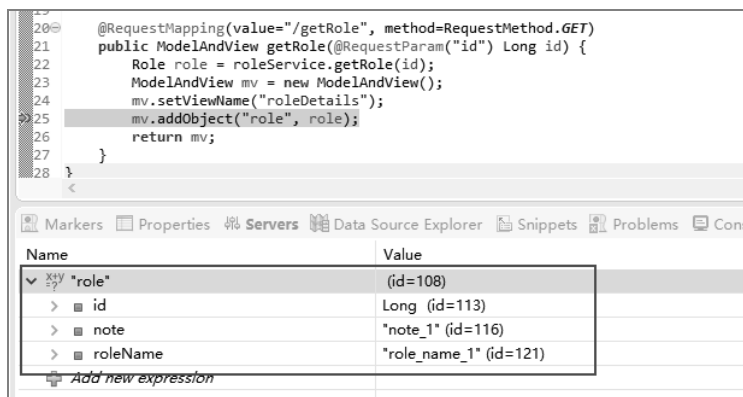 20 @RequestMapping(value="/getRole", method=RequestMethod.GET)
21 public ModelAndView getRole(@RequestParam("id") Long id) {
22 Role role = roleService.getRole(id);
23 ModelAndView mv = new ModelAndView();
24 mv.setViewName("roleDetails");
25 mv.addObject("role", role);
26 return mv;
27 }
28 }
Markers Properties Servers Data Source Explorer Snippets Problems Con
Name Value
"role" (id=108)
id Long (id=113)
note "note_1" (id=116)
roleName "role_name_1" (id=121)
Add new expression